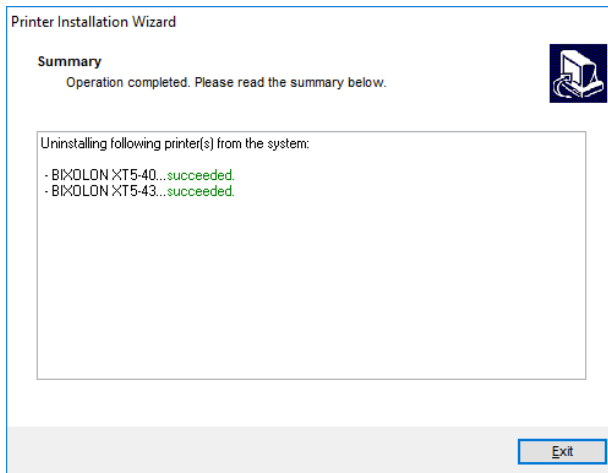 Printer Installation Wizard
Summary
Operation completed. Please read the summary below.
Uninstalling following printer(s) from the system:
- BIXOLON XT5-40...succeeded.
- BIXOLON XT5-43...succeeded.
Exit